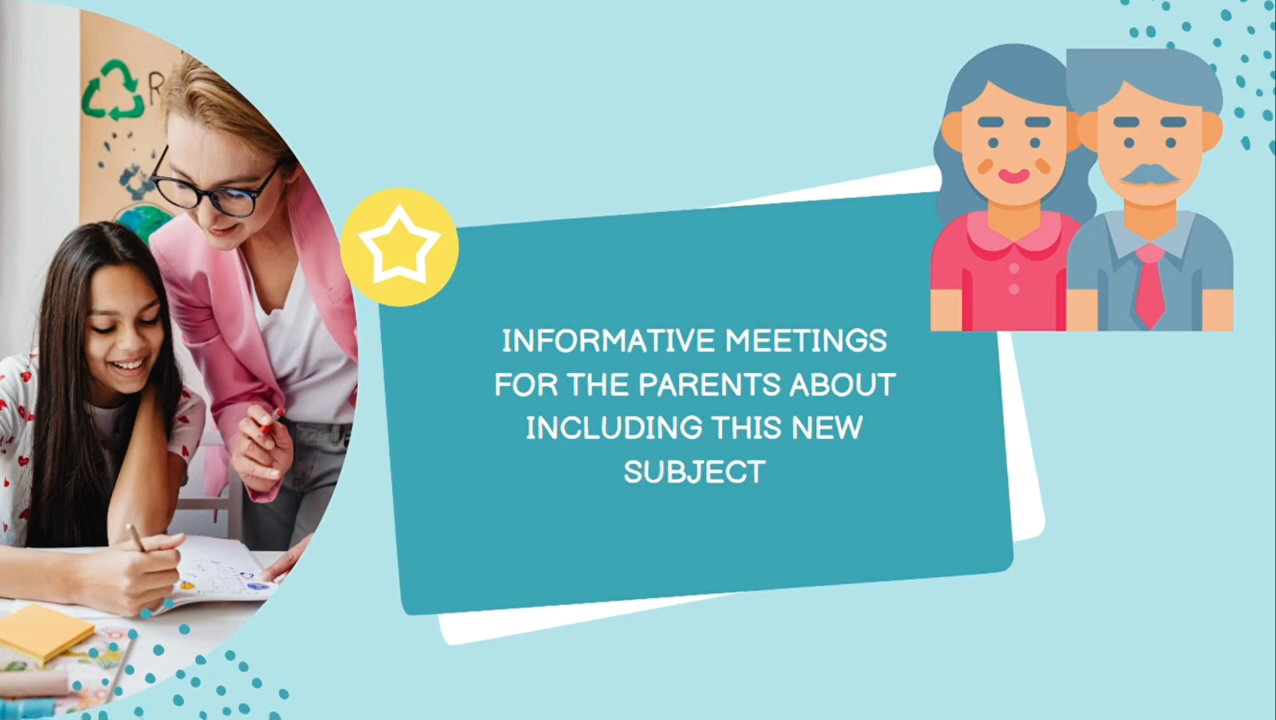 R
INFORMATIVE MEETINGS
FOR THE PARENTS ABOUT
INCLUDING THIS NEW
SUBJECT